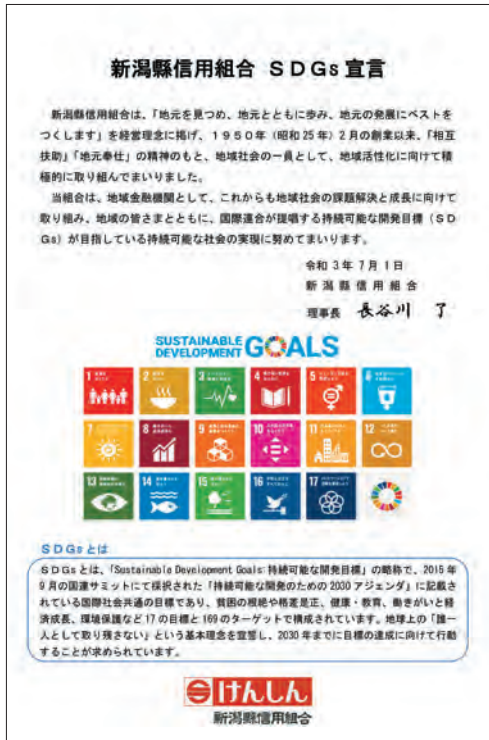 新潟縣信用組合 SDGs宣言
新潟縣信用組合は、「地元を見つめ、地元とともに歩み、地元の発展にベストを
つくします」を経営理念に掲げ、1950年（昭和25年）2月の創業以来、「相互
扶助」「地元奉仕」の精神のもと、地域社会の一員として、地域活性化に向けて積
極的に取り組んでまいりました。
当組合は、地域金融機関として、これからも地域社会の課題解決と成長に向けて
取り組み、地域の皆さまとともに、国際連合が提唱する持続可能な開発目標（SD
Gs）が目指している持続可能な社会の実現に努めてまいります。
令和3年7月1日
新潟縣信用組合
理事長 長谷川 了
SUSTAINABLE
DEVELOPMENT GOALS
1 2 3 4 5 6
7 8 9 10 11 12
13 14 15 16 17
SDGsとは
SDGsとは、「Sustainable Development Goals:持続可能な開発目標」の略称で、2015年
9月の国連サミットにて採択された「持続可能な開発のための2030アジェンダ」に記載さ
れている国際社会共通の目標であり、貧困の根絶や格差是正、健康・教育、働きがいと経
済成長、環境保護など17の目標と169のターゲットで構成されています。地球上の「誰一
人として取り残さない」という基本理念を宣誓し、2030年までに目標の達成に向けて行動
することが求められています。
けんしん
新潟縣信用組合